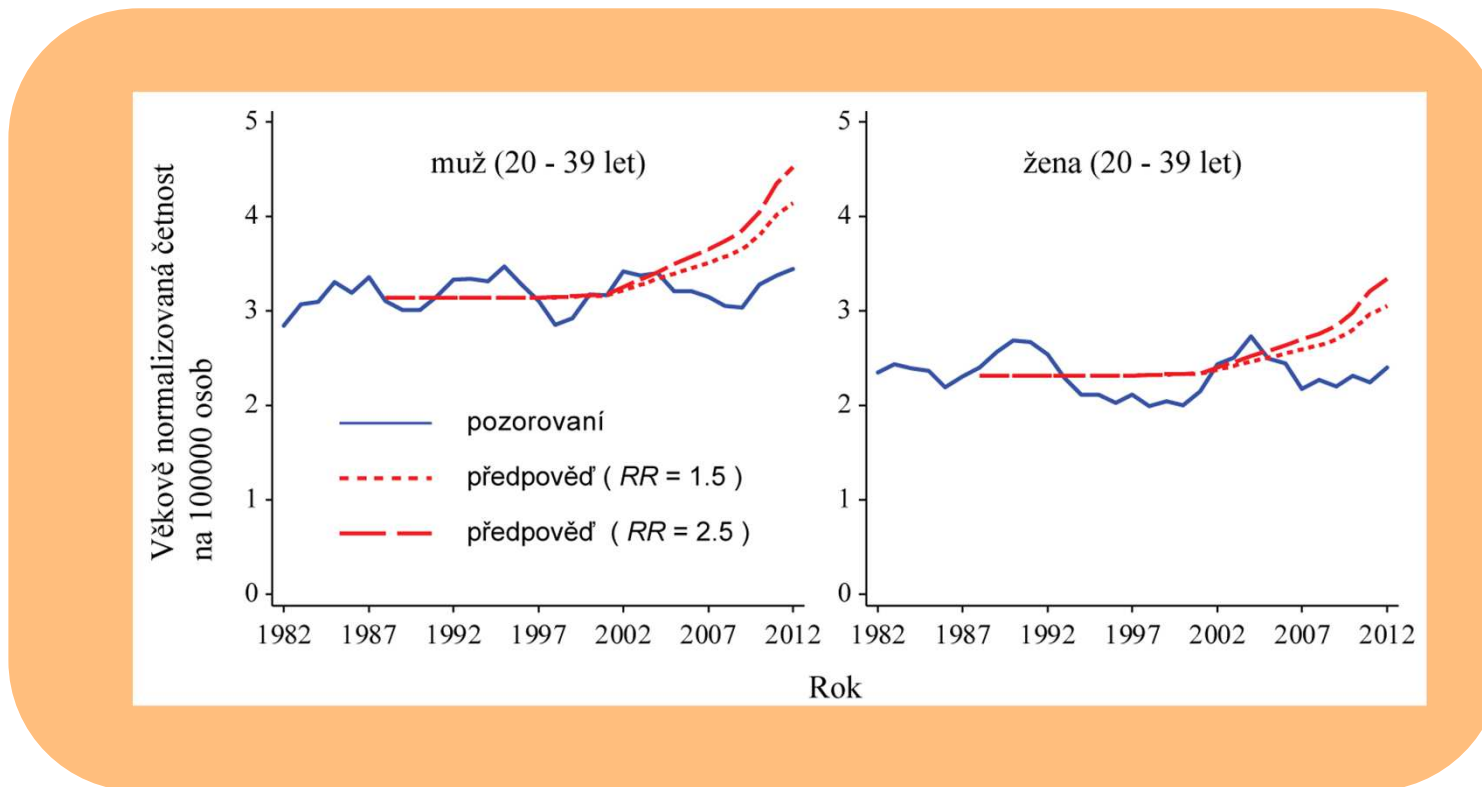 Věkově normalizovaná četnost
na 100000 osob
5
4
3
2
1
0
muž (20 - 39 let)
pozorovaní
předpověď ( RR = 1.5 )
předpověď ( RR = 2.5 )
1982 1987 1992 1997 2002 2007 2012
5
4
3
2
1
0
žena (20 - 39 let)
1982 1987 1992 1997 2002 2007 2012
Rok